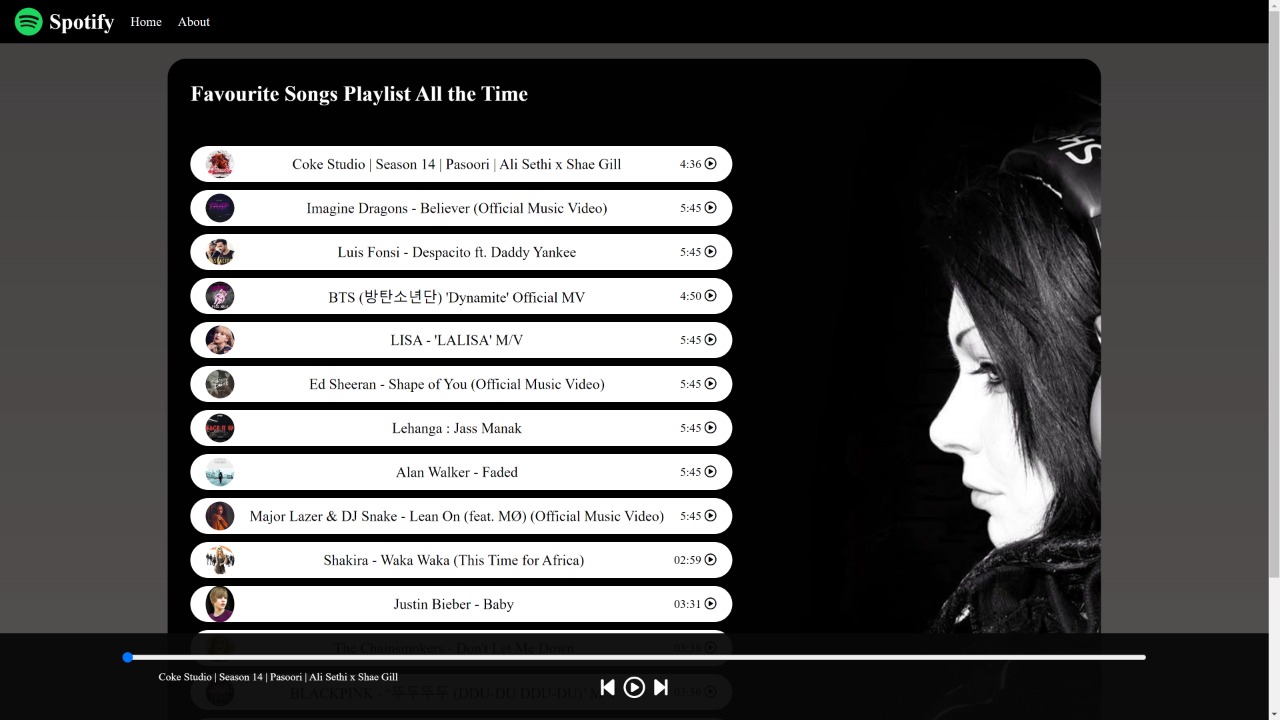 Spotify Home About
Favourite Songs Playlist All the Time
Coke Studio | Season 14 | Pasoori | Ali Sethi x Shae Gill 4:36
Imagine Dragons - Believer (Official Music Video) 5:45
Luis Fonsi - Despacito ft. Daddy Yankee 5:45
BTS (방탄소년단) 'Dynamite' Official MV 4:50
LISA - 'LALISA' M/V 5:45
Ed Sheeran - Shape of You (Official Music Video) 5:45
Lehanga : Jass Manak 5:45
Alan Walker - Faded 5:45
Major Lazer & DJ Snake - Lean On (feat. MØ) (Official Music Video) 5:45
Shakira - Waka Waka (This Time for Africa) 02:59
Justin Bieber - Baby 03:31
The Chainsmokers - Don't Let Me Down
Coke Studio | Season 14 | Pasoori | Ali Sethi x Shae Gill
BLACKPINK - (DDU-DU DDU-DU)'